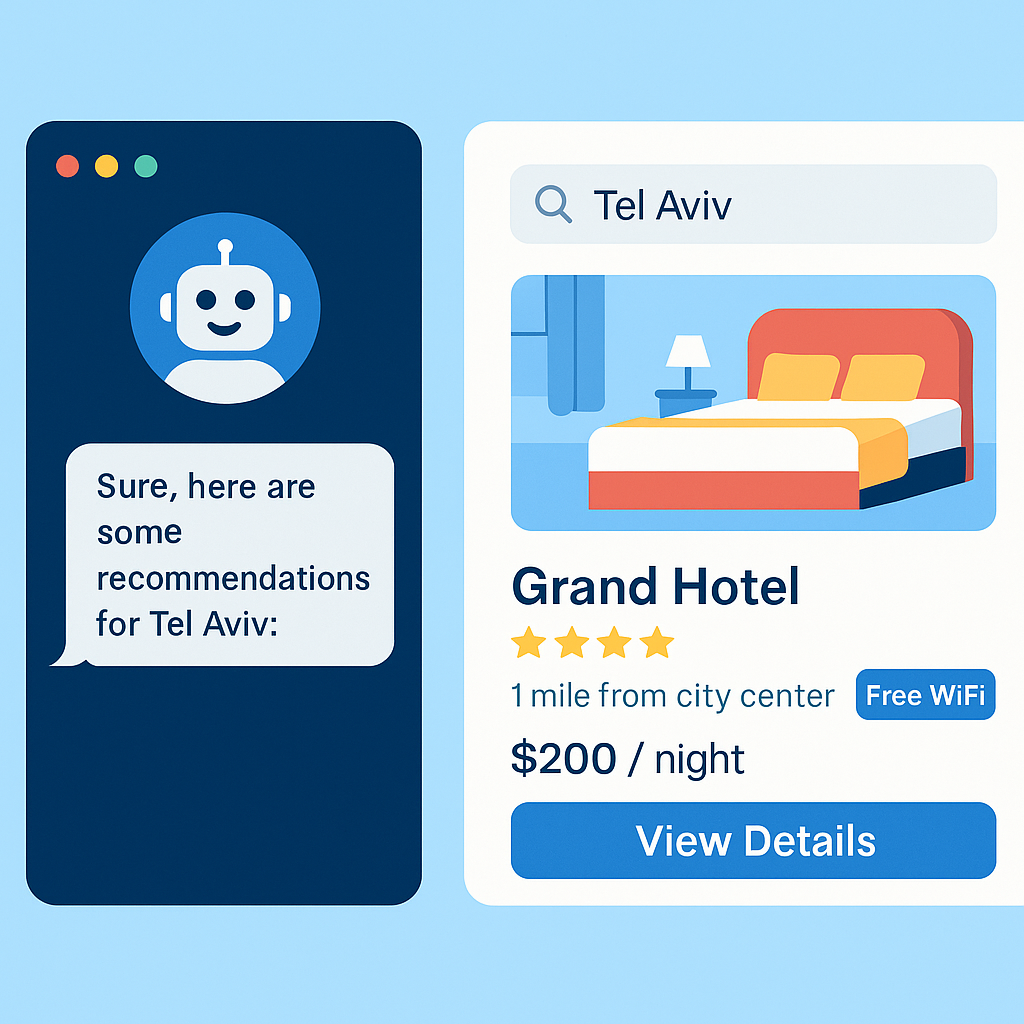 Sure, here are
some
recommendations
for Tel Aviv:
Tel Aviv
Grand Hotel
1 mile from city center
Free WiFi
$200 / night
View Details